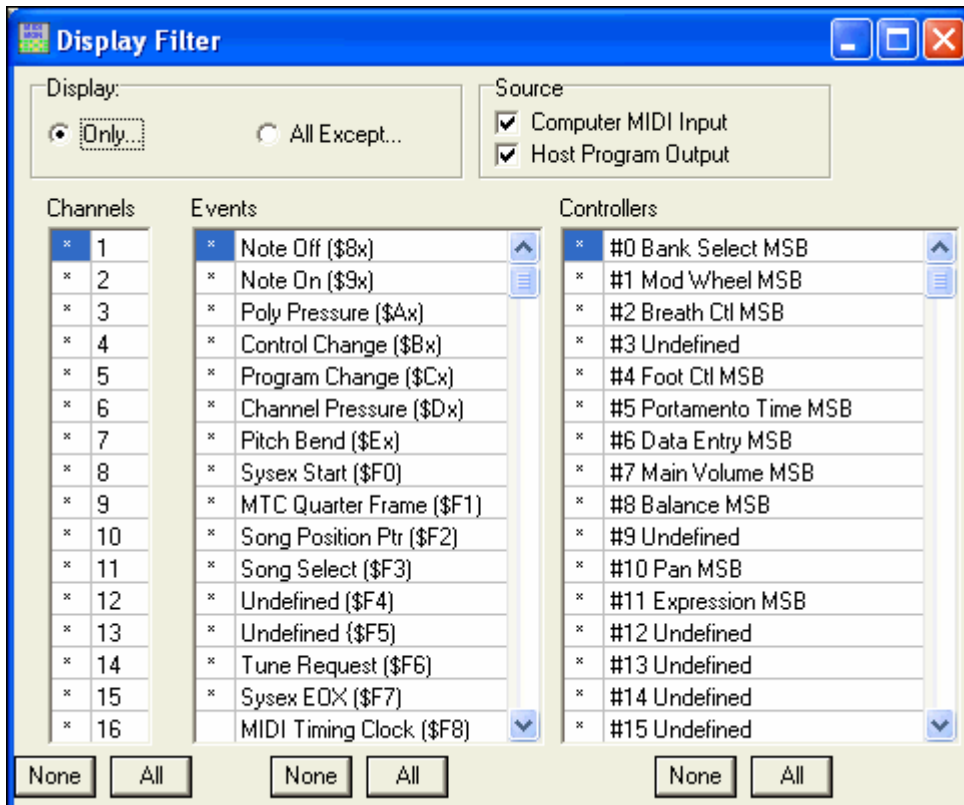 Display Filter
Display:
Only...
All Except...
Source
Computer MIDI Input
Host Program Output
Channels
* 1
* 2
* 3
* 4
* 5
* 6
* 7
* 8
* 9
* 10
* 11
* 12
* 13
* 14
* 15
* 16
None All
Events
* Note Off ($8x)
* Note On ($9x)
* Poly Pressure ($Ax)
* Control Change ($Bx)
* Program Change ($Cx)
* Channel Pressure ($Dx)
* Pitch Bend ($Ex)
* Sysex Start ($F0)
* MTC Quarter Frame ($F1)
* Song Position Ptr ($F2)
* Song Select ($F3)
* Undefined ($F4)
* Undefined {$F5)
* Tune Request ($F6)
* Sysex EOX ($F7)
MIDI Timing Clock ($F8)
None All
Controllers
* #0 Bank Select MSB
* #1 Mod Wheel MSB
* #2 Breath Ctl MSB
* #3 Undefined
* #4 Foot Ctl MSB
* #5 Portamento Time MSB
* #6 Data Entry MSB
* #7 Main Volume MSB
* #8 Balance MSB
* #9 Undefined
* #10 Pan MSB
* #11 Expression MSB
* #12 Undefined
* #13 Undefined
* #14 Undefined
* #15 Undefined
None All